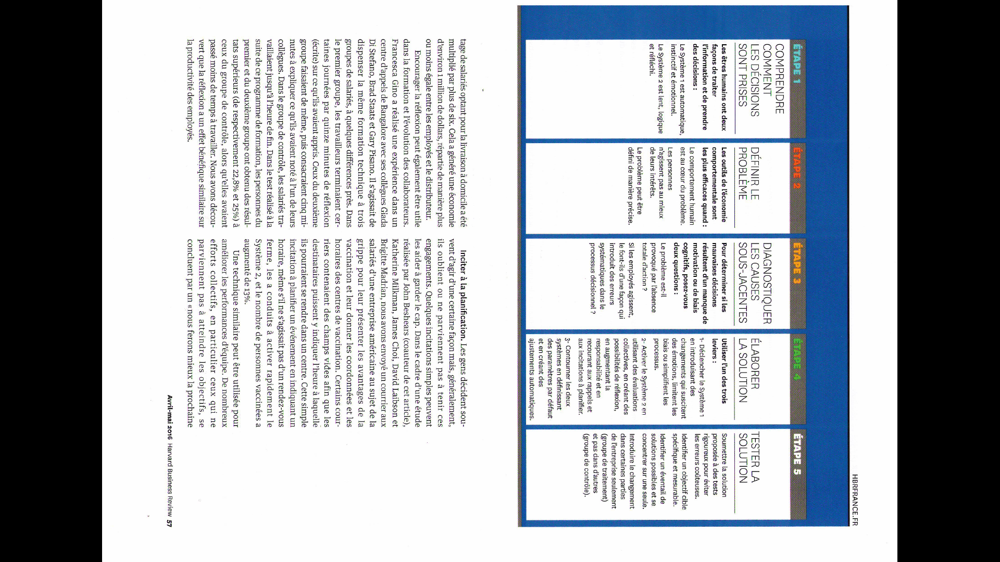 HBRFRANCE.FR
ÉTAPE 1
COMPRENDRE
COMMENT
LES DÉCISIONS
SONT PRISES
Les êtres humains ont deux
façons de traiter
l'information et de prendre
des décisions :
Le Système 1 est automatique,
instinctif et émotionnel.
Le Système 2 est lent, logique
et réfléchi.
ÉTAPE 2
DÉFINIR LE
PROBLÈME
Les outils de l'économie
comportementale sont
les plus efficaces quand :
Le comportement humain
est au cœur du problème.
Les personnes
n'agissent pas au mieux
de leurs intérêts.
Le problème peut être
défini de manière précise.
ÉTAPE 3
DIAGNOSTIQUER
LES CAUSES
SOUS-JACENTES
Pour déterminer si les
mauvaises décisions
résultent d'un manque de
motivation ou de biais
cognitifs, posez-vous
deux questions :
Le problème est-il
provoqué par l'absence
totale d'action ?
Si les employés agissent,
le font-ils d'une façon qui
introduit des erreurs
systématiques dans le
processus décisionnel ?
ÉTAPE 4
ÉLABORER
LA SOLUTION
Utiliser l'un des trois
leviers :
1- Déclencher le Système 1
en introduisant des
changements qui suscitent
des émotions, limitent les
biais ou simplifient les
processus.
2- Activer le Système 2 en
utilisant des évaluations
collectives, en créant des
possibilités de réflexion,
en augmentant la
responsabilité et en
recourant aux rappels et
aux incitations à planifier.
3- Contourner les deux
systèmes en définissant
des paramètres par défaut
et en créant des
ajustements automatiques.
ÉTAPE 5
TESTER LA
SOLUTION
Soumettre la solution
proposée à des tests
rigoureux pour éviter
les erreurs coûteuses.
Identifier un objectif cible
spécifique et mesurable.
Identifier un éventail de
solutions possibles et se
concentrer sur une seule.
Introduire le changement
dans certaines parties
de l'entreprise seulement
(groupe de traitement)
et pas dans d'autres
(groupe de contrôle).
tage de salariés optant pour la livraison à domicile a été
multiplié par plus de six. Cela a généré une économie
d'environ 1 million de dollars, répartie de manière plus
ou moins égale entre les employés et le distributeur.
Encourager la réflexion peut également être utile
dans la formation et l'évolution des collaborateurs.
Francesca Gino a réalisé une expérience dans un
centre d'appels de Bangalore avec ses collègues Giada
Di Stefano, Brad Staats et Gary Pisano. Il s'agissait de
dispenser la même formation technique à trois
groupes de salariés, à quelques différences près. Dans
le premier groupe, les travailleurs terminaient cer-
taines journées par quinze minutes de réflexion
(écrite) sur ce qu'ils avaient appris. Ceux du deuxième
groupe faisaient de même, puis consacraient cinq mi-
nutes à expliquer ce qu'ils avaient noté à l'un de leurs
collègues. Dans le groupe de contrôle, les salariés tra-
vaillaient jusqu'à l'heure de fin. Dans le test réalisé à la
suite de ce programme de formation, les personnes du
premier et du deuxième groupe ont obtenu des résul-
tats supérieurs (de respectivement 22,8% et 25%) à
ceux du groupe de contrôle, alors qu'elles avaient
passé moins de temps à travailler. Nous avons décou-
vert que la réflexion a un effet bénéfique similaire sur
la productivité des employés.
Inciter à la planification. Les gens décident sou-
vent d'agir d'une certaine façon mais, généralement,
ils oublient ou ne parviennent pas à tenir ces
engagements. Quelques incitations simples peuvent
les aider à garder le cap. Dans le cadre d'une étude
réalisée par John Beshears (coauteur de cet article),
Katherine Milkman, James Choi, David Laibson et
Brigitte Madrian, nous avons envoyé un courrier aux
salariés d'une entreprise américaine au sujet de la
grippe pour leur présenter les avantages de la
vaccination et leur donner les coordonnées et les
horaires des centres de vaccination. Certains cour-
riers contenaient des champs vides afin que les
destinataires puissent y indiquer l'heure à laquelle
ils pourraient se rendre dans un centre. Cette simple
incitation à planifier un événement en indiquant un
horaire, même s'il ne s'agissait pas d'un rendez-vous
ferme, les a conduits à activer rapidement le
Système 2, et le nombre de personnes vaccinées a
augmenté de 13%.
Une technique similaire peut être utilisée pour
améliorer les performances d'équipe. De nombreux
efforts collectifs, en particulier ceux qui ne
parviennent pas à atteindre les objectifs, se
concluent par un «nous ferons mieux la prochaine
Avril-mai 2016 Harvard Business Review 57